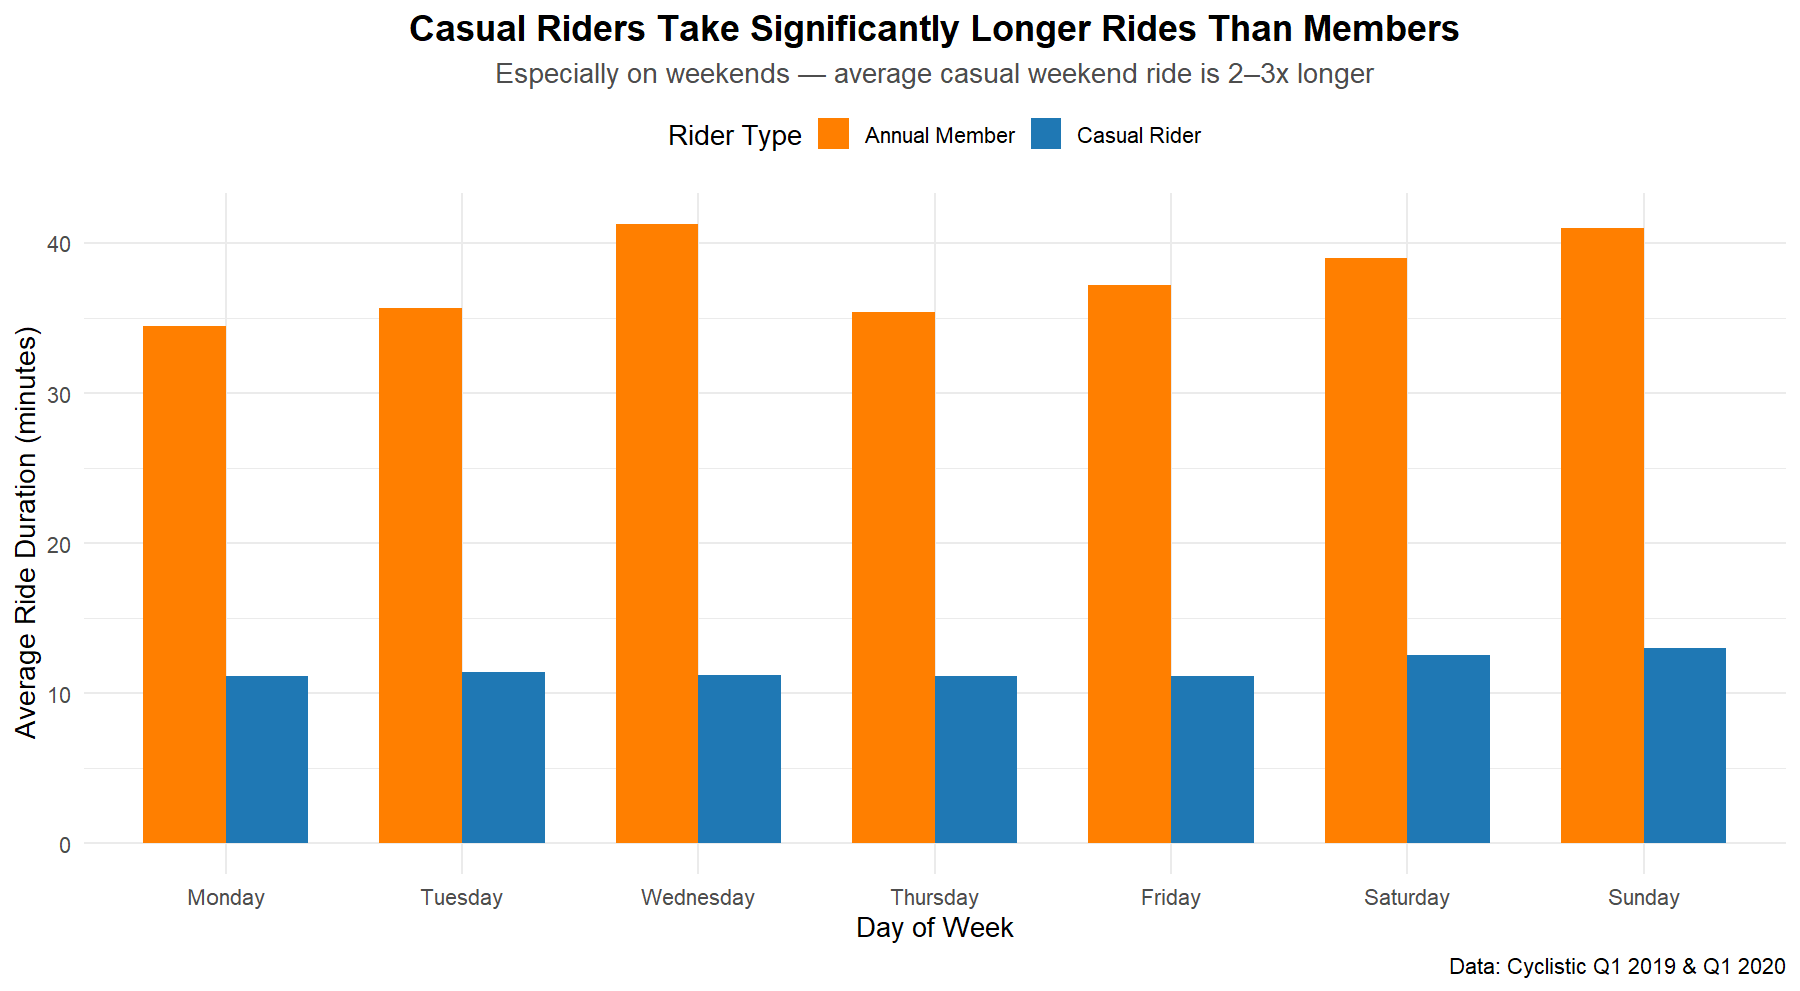 Casual Riders Take Significantly Longer Rides Than Members
Especially on weekends — average casual weekend ride is 2–3x longer
Rider Type Annual Member Casual Rider
Average Ride Duration (minutes)
40
30
20
10
0
Monday Tuesday Wednesday Thursday Friday Saturday Sunday
Day of Week
Data: Cyclistic Q1 2019 & Q1 2020